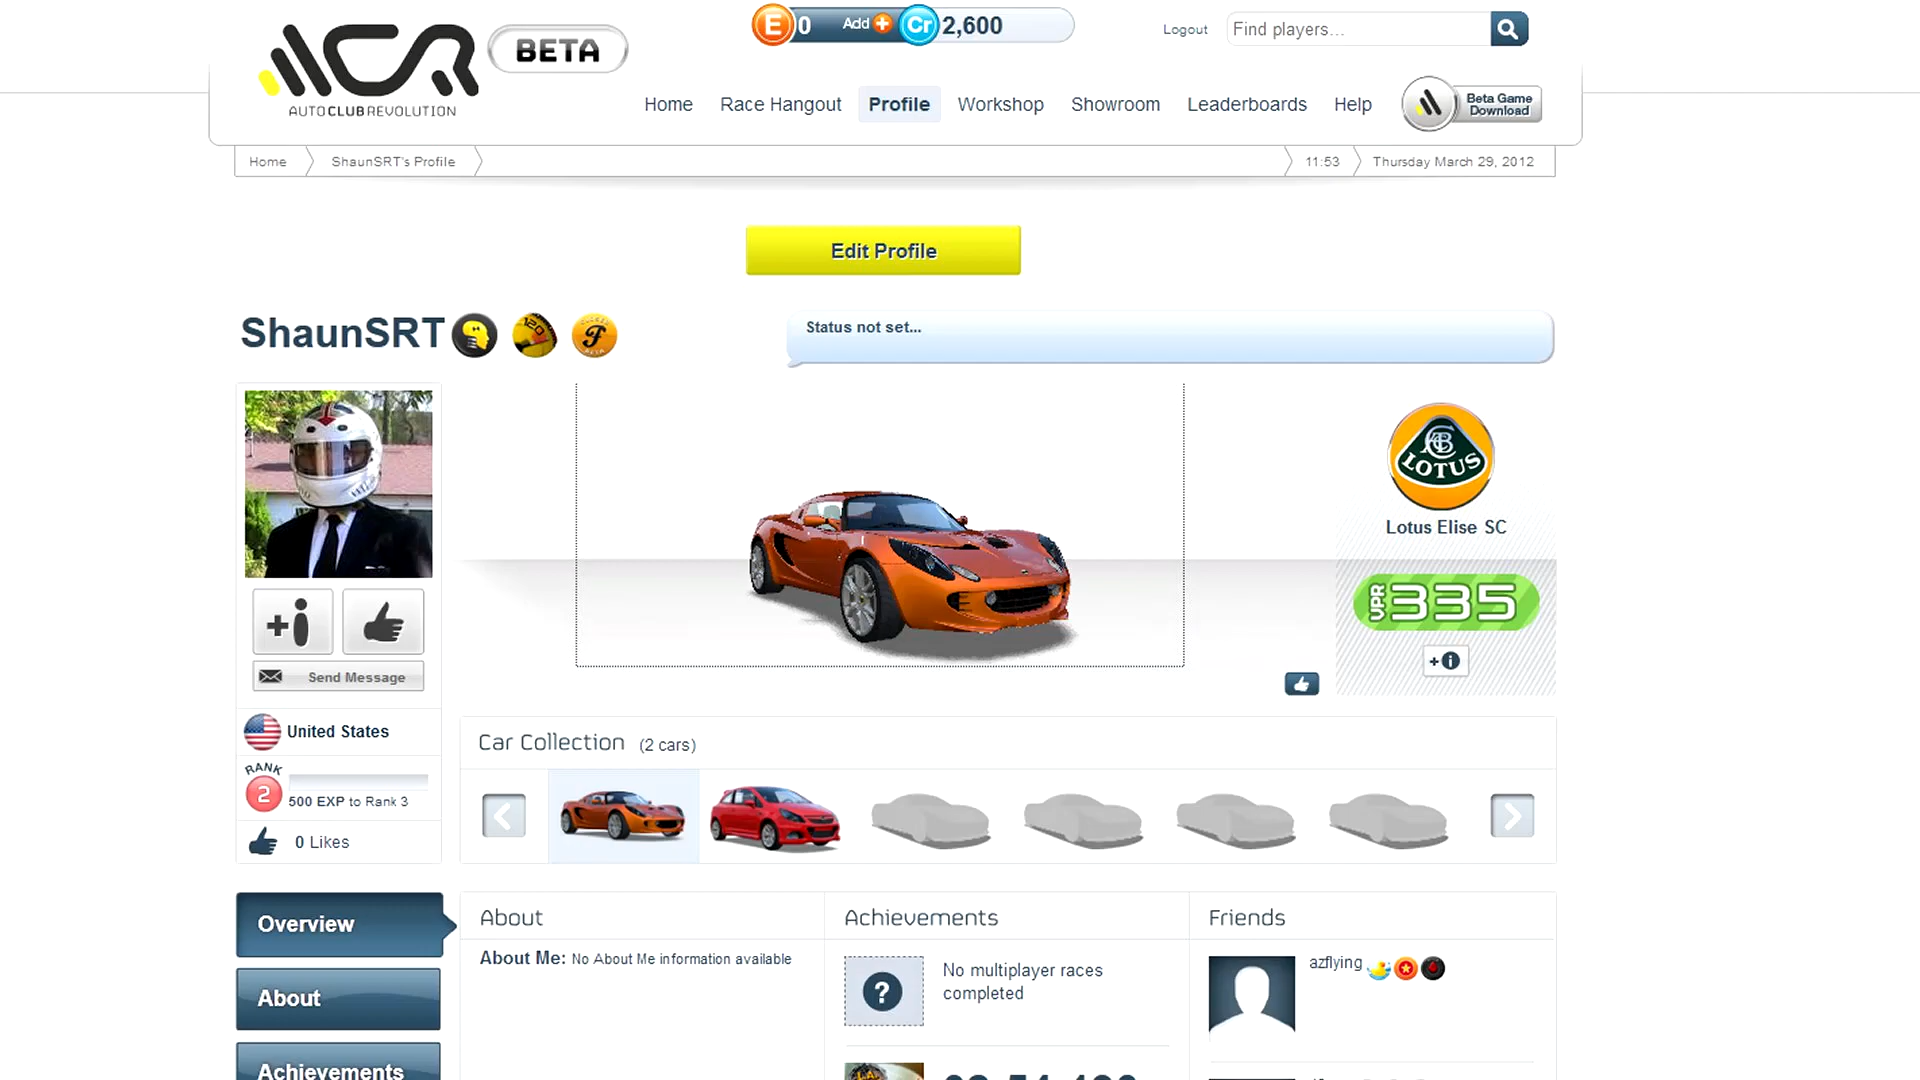 E 0 Add + Cr 2,600
Logout Find players...
BETA
AUTOCLUBREVOLUTION
Home Race Hangout Profile Workshop Showroom Leaderboards Help
Beta Game
Download
Home ShaunSRT's Profile 11:53 Thursday March 29, 2012
Edit Profile
ShaunSRT
120
F
Status not set...
LOTUS
Lotus Elise SC
VPR 335
+i
Send Message
United States
RANK
2
500 EXP to Rank 3
0 Likes
Car Collection (2 cars)
Overview
About
Achievements
About
About Me: No About Me information available
Achievements
?
No multiplayer races
completed
Friends
azflying